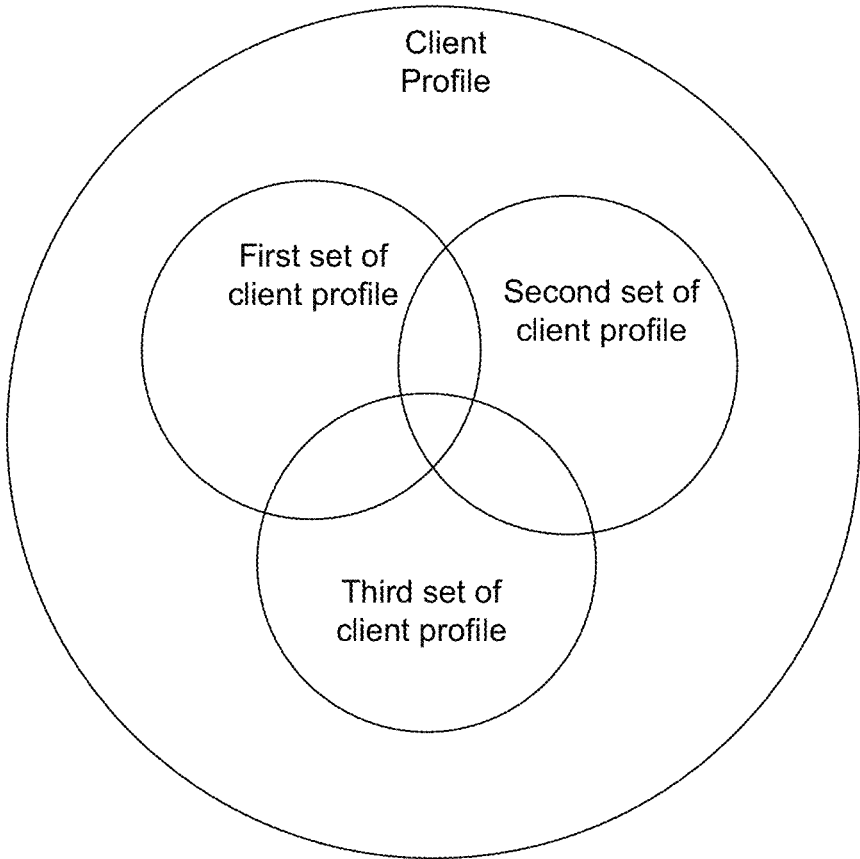 Client
Profile
First set of
client profile
Second set of
client profile
Third set of
client profile